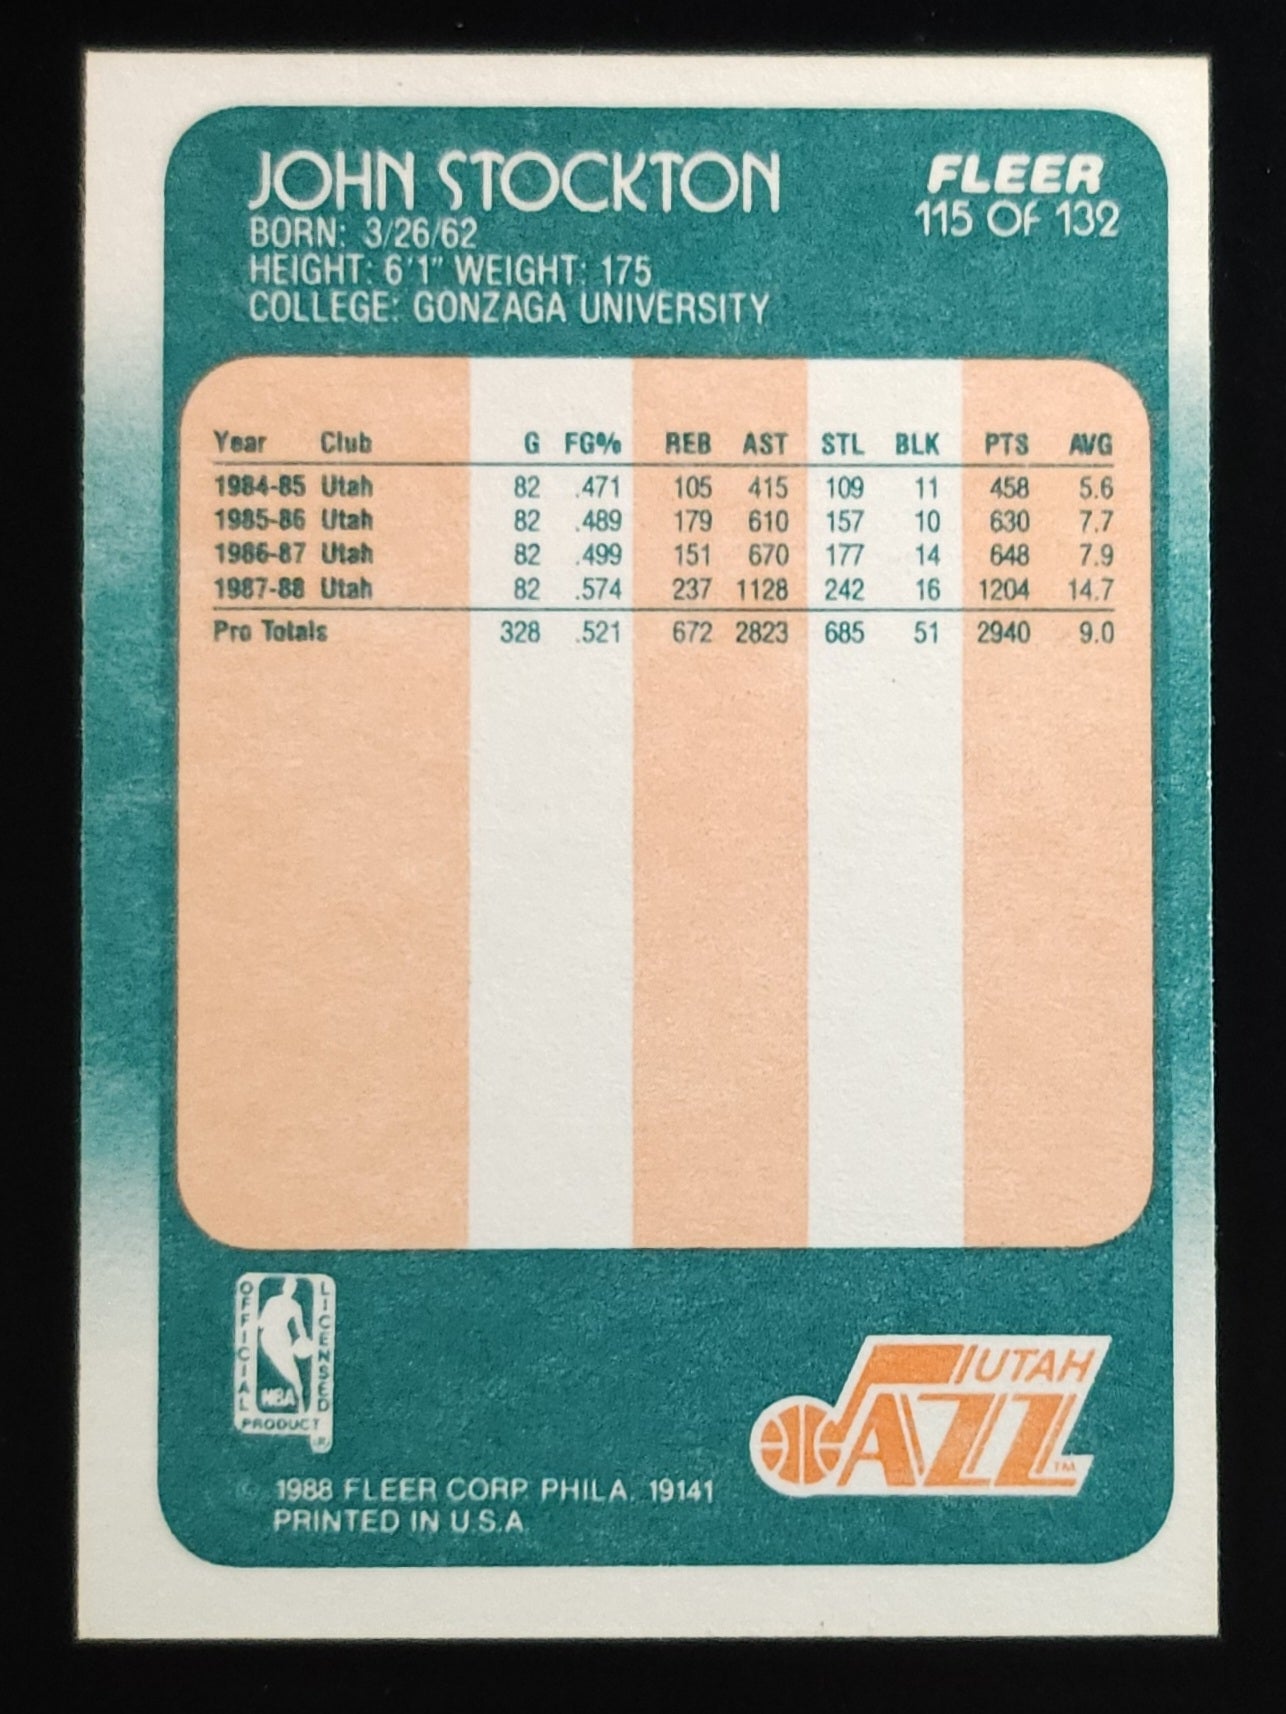 JOHN STOCKTON
FLEER
115 OF 132
BORN: 3/26/62
HEIGHT: 6'1" WEIGHT: 175
COLLEGE: GONZAGA UNIVERSITY
Year Club G FG% REB AST STL BLK PTS AVG
1984-85 Utah 82 .471 105 415 109 11 458 5.6
1985-86 Utah 82 .489 179 610 157 10 630 7.7
1986-87 Utah 82 .499 151 670 177 14 648 7.9
1987-88 Utah 82 .574 237 1128 242 16 1204 14.7
Pro Totals 328 .521 672 2823 685 51 2940 9.0
OFFICIAL
LICENSED
NBA
PRODUCT
®
UTAH
JAZZ
™
© 1988 FLEER CORP. PHILA. 19141
PRINTED IN U.S.A.